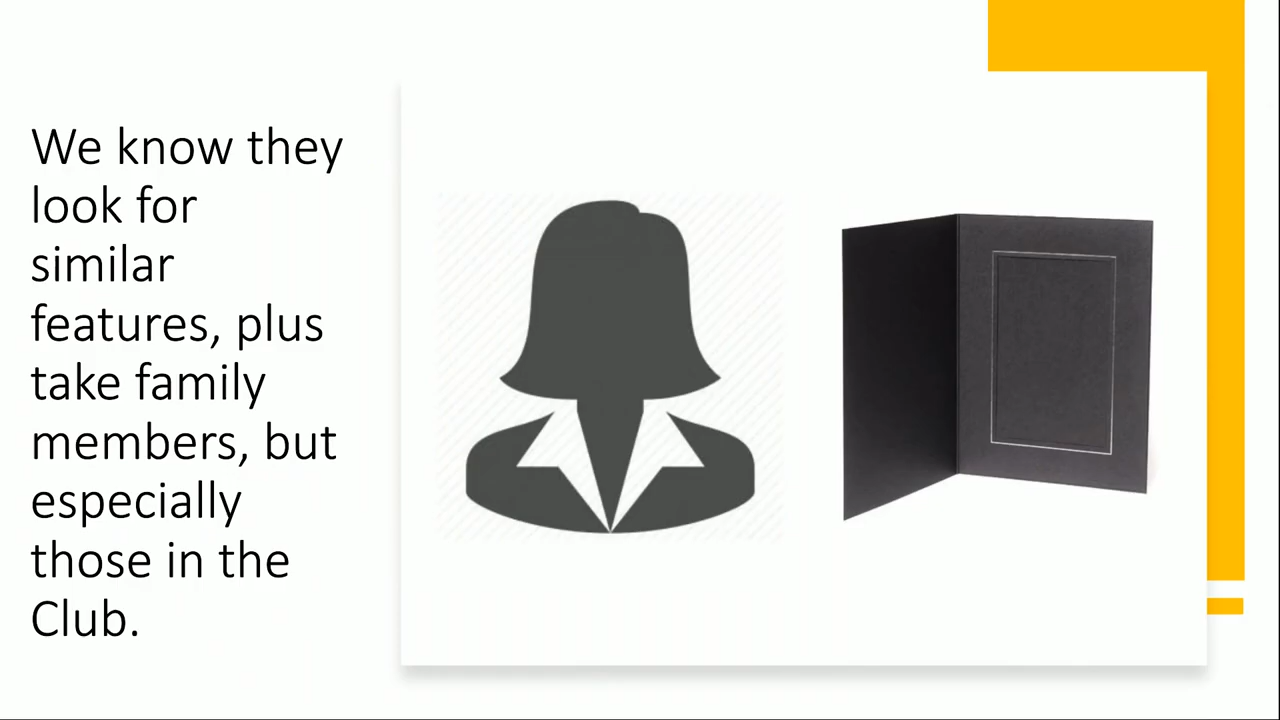 We know they
look for
similar
features, plus
take family
members, but
especially
those in the
Club.